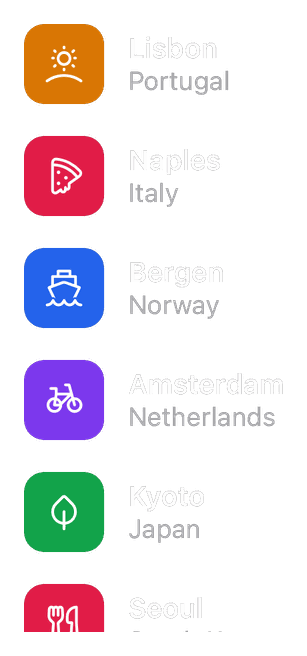 Lisbon
Portugal
Naples
Italy
Bergen
Norway
Amsterdam
Netherlands
Kyoto
Japan
Seoul